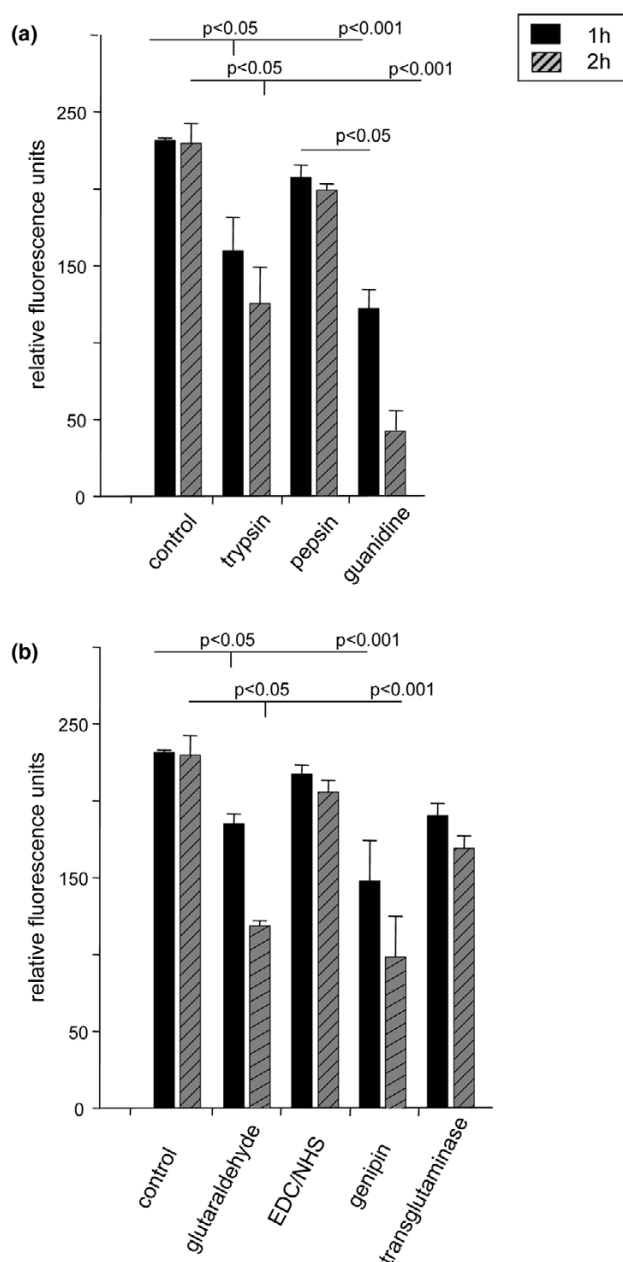 (a)
p<0.05 p<0.001
p<0.05 p<0.001
p<0.05
1h
2h
relative fluorescence units
250
150
50
0
control
trypsin
pepsin
guanidine
(b)
p<0.05 p<0.001
p<0.05 p<0.001
relative fluorescence units
250
150
50
0
control
glutaraldehyde
EDC/NHS
genipin
transglutaminase